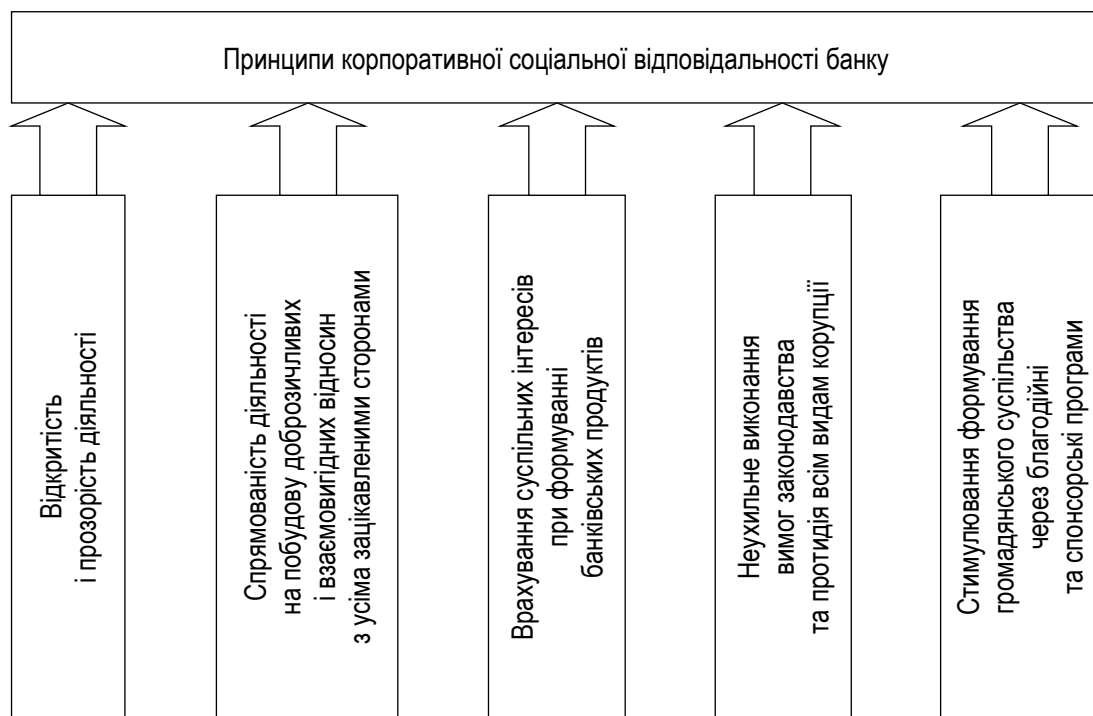 Принципи корпоративної соціальної відповідальності банку
Відкритість
і прозорість діяльності
Спрямованість діяльності
на побудову доброзичливих
і взаємовигідних відносин
з усіма зацікавленими сторонами
Врахування суспільних інтересів
при формуванні
банківських продуктів
Неухильне виконання
вимог законодавства
та протидія всім видам корупції
Стимулювання формування
громадянського суспільства
через благодійні
та спонсорські програми